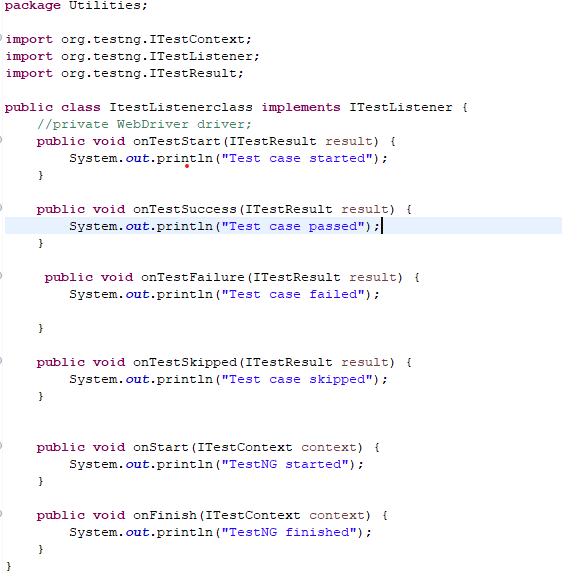 package Utilities;
import org.testng.ITestContext;
import org.testng.ITestListener;
import org.testng.ITestResult;
public class ItestListenerclass implements ITestListener {
//private WebDriver driver;
public void onTestStart(ITestResult result) {
System.out.println("Test case started");
}
public void onTestSuccess(ITestResult result) {
System.out.println("Test case passed");
}
public void onTestFailure(ITestResult result) {
System.out.println("Test case failed");
}
public void onTestSkipped(ITestResult result) {
System.out.println("Test case skipped");
}
public void onStart(ITestContext context) {
System.out.println("TestNG started");
}
public void onFinish(ITestContext context) {
System.out.println("TestNG finished");
}
}